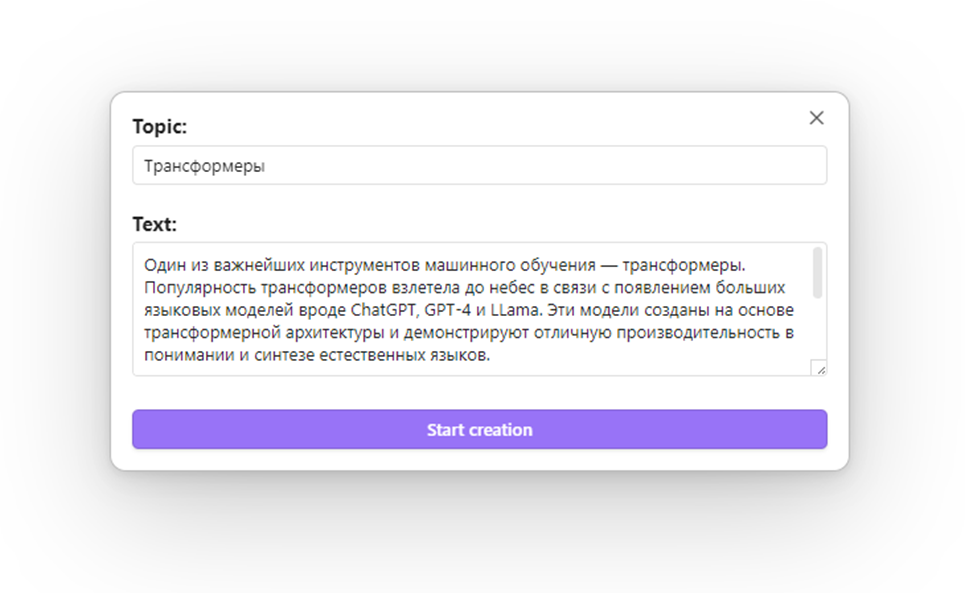 Topic:
Трансформеры
Text:
Один из важнейших инструментов машинного обучения — трансформеры.
Популярность трансформеров взлетела до небес в связи с появлением больших
языковых моделей вроде ChatGPT, GPT-4 и LLama. Эти модели созданы на основе
трансформерной архитектуры и демонстрируют отличную производительность в
понимании и синтезе естественных языков.
Start creation